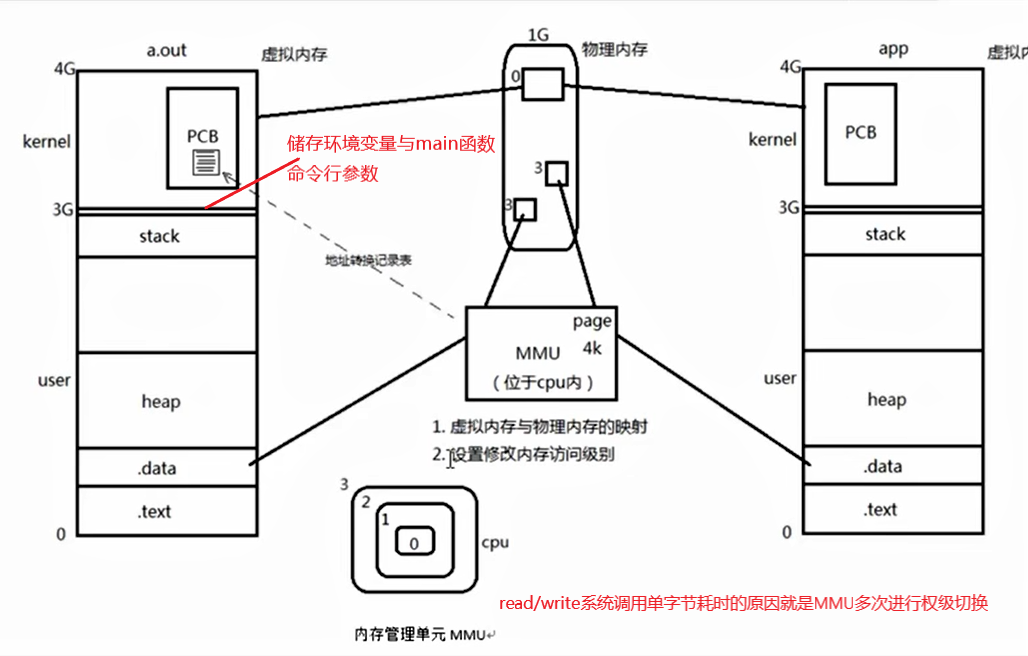 a.out
虚拟内存
4G
kernel
PCB
3G
stack
user
heap
.data
.text
0
储存环境变量与main函数
命令行参数
地址转换记录表
1G
物理内存
0
3
3
page
4k
MMU
(位于cpu内)
1. 虚拟内存与物理内存的映射
2. 设置修改内存访问级别
3
2
1
0
cpu
内存管理单元 MMU
app
虚拟内
4G
kernel
PCB
3G
stack
user
heap
.data
.text
0
read/write系统调用单字节耗时的原因就是MMU多次进行权级切换